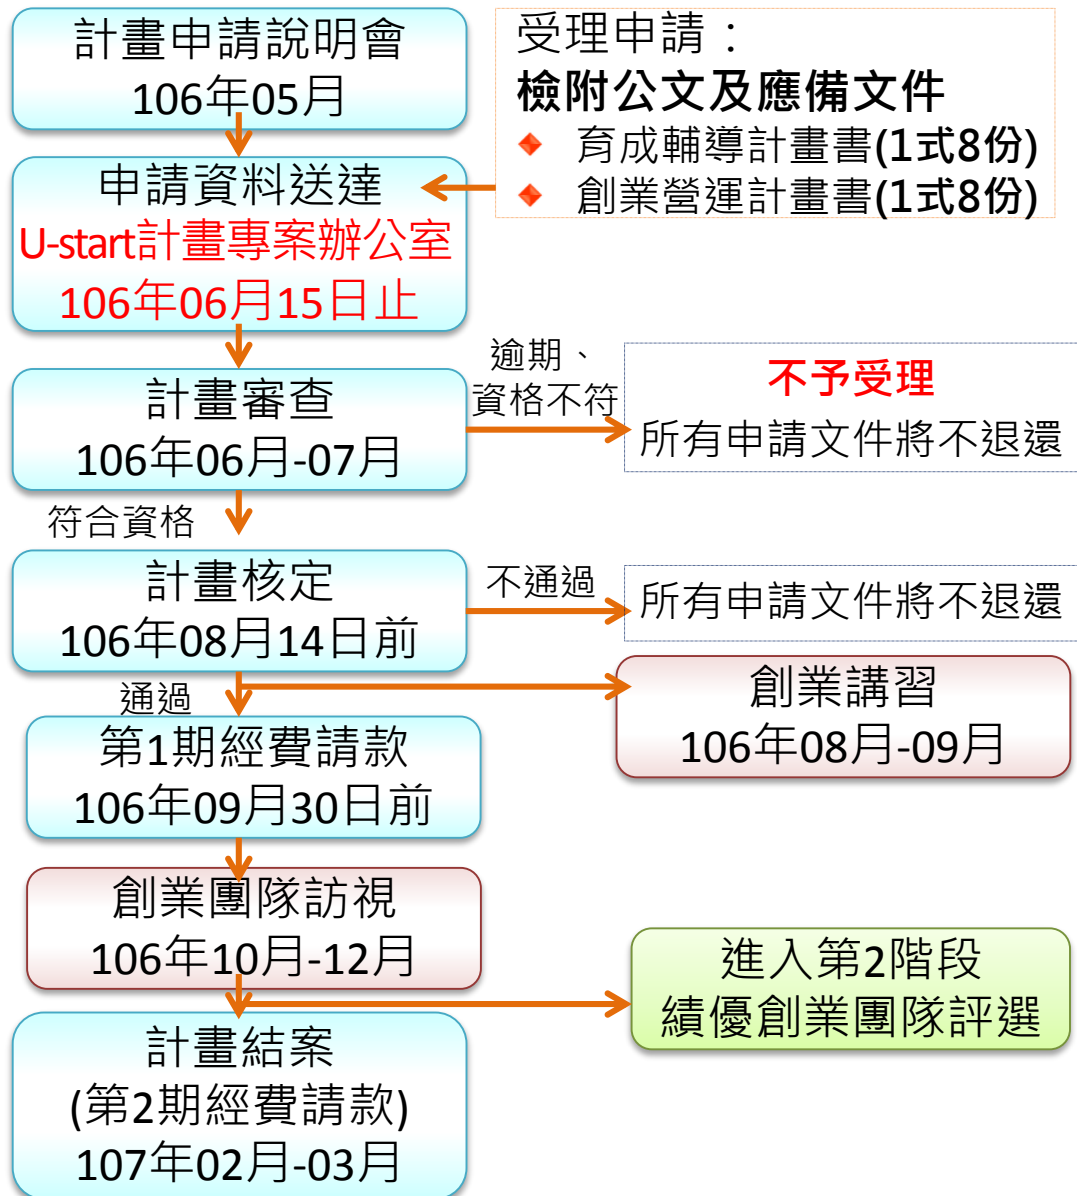 計畫申請說明會
106年05月
受理申請：
檢附公文及應備文件
育成輔導計畫書(1式8份)
創業營運計畫書(1式8份)
申請資料送達
U-start計畫專案辦公室
106年06月15日止
計畫審查
106年06月-07月
逾期、
資格不符
不予受理
所有申請文件將不退還
符合資格
計畫核定
106年08月14日前
不通過
所有申請文件將不退還
通過
創業講習
106年08月-09月
第1期經費請款
106年09月30日前
創業團隊訪視
106年10月-12月
進入第2階段
績優創業團隊評選
計畫結案
(第2期經費請款)
107年02月-03月